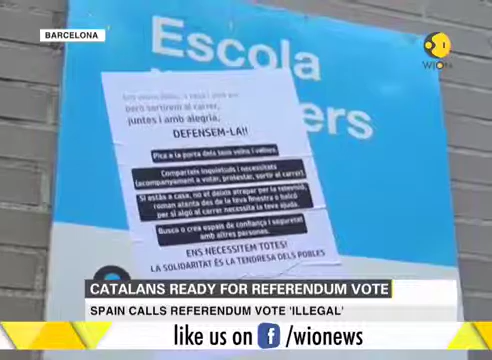 BARCELONA
Escola
ers
WION
però sortirem al carrer,
juntes i amb alegria.
DEFENSEM-LA!!
Pica a la porta dels teus veïns i veïnes.
Comparteix inquietuds i necessitats
(acompanyament a votar, protestar, sortir al carrer).
Si estàs a casa, no et deixis atrapar per la televisió,
roman atenta des de la teva finestra o balcó
per si algú al carrer necessita la teva ajuda.
Busca o crea espais de confiança i seguretat
amb altres persones.
ENS NECESSITEM TOTES!
LA SOLIDARITAT ÉS LA TENDRESA DELS POBLES
CATALANS READY FOR REFERENDUM VOTE
SPAIN CALLS REFERENDUM VOTE 'ILLEGAL'
like us on f /wionews